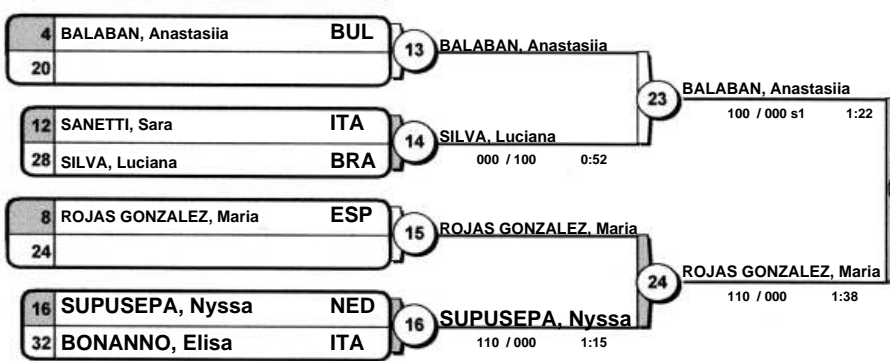 4 BALABAN, Anastasiia BUL
20
13 BALABAN, Anastasiia
12 SANETTI, Sara ITA
28 SILVA, Luciana BRA
14 SILVA, Luciana
000 / 100 0:52
23 BALABAN, Anastasiia
100 / 000 s1 1:22
8 ROJAS GONZALEZ, Maria ESP
24
15 ROJAS GONZALEZ, Maria
16 SUPUSEPA, Nyssa NED
32 BONANNO, Elisa ITA
16 SUPUSEPA, Nyssa
110 / 000 1:15
24 ROJAS GONZALEZ, Maria
110 / 000 1:38